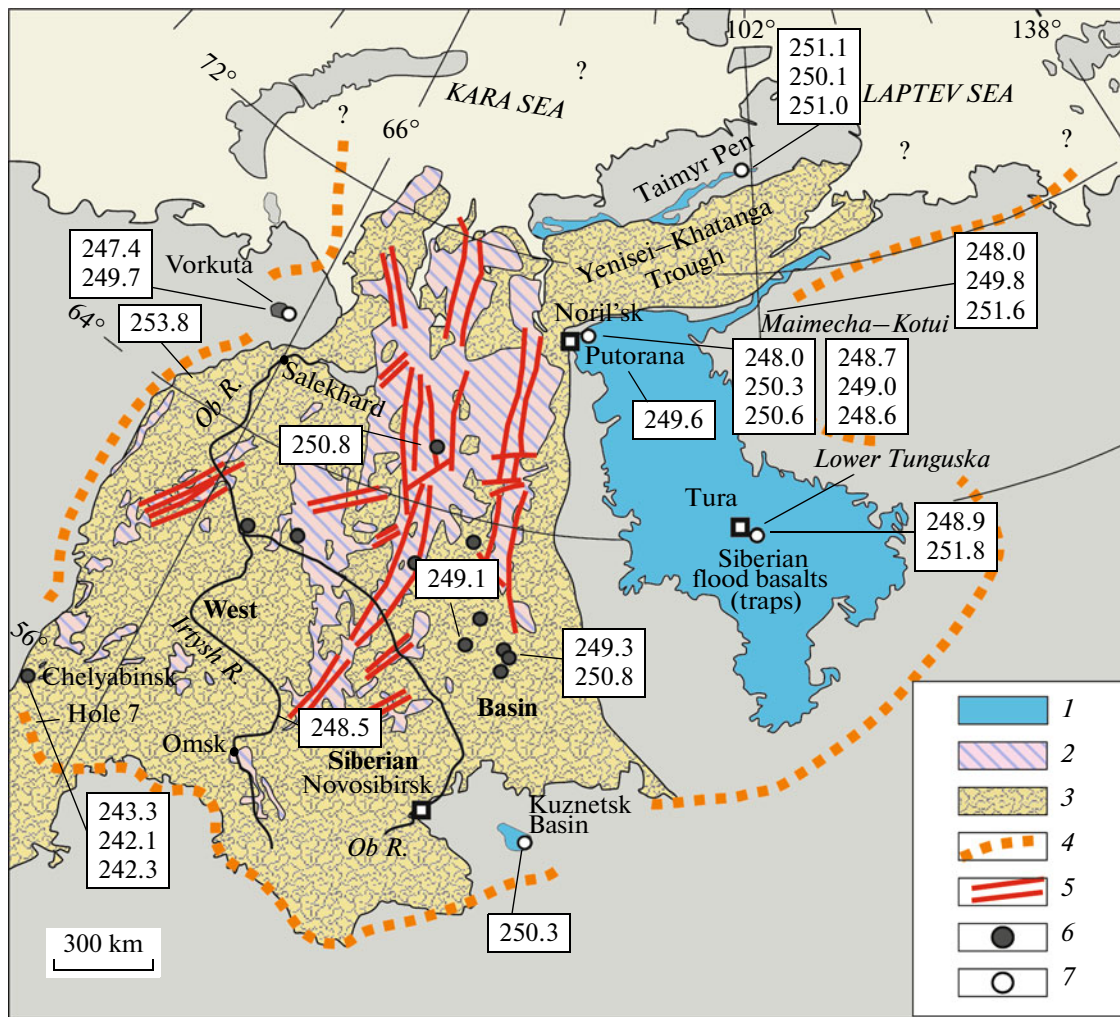 102°
138°
251.1
250.1
251.0
72°
?
KARA SEA
LAPTEV SEA
?
66°
?
?
Taimyr Pen
Yenisei–Khatanga
Trough
247.4
249.7
Vorkuta
248.0
249.8
251.6
64°
253.8
Noril'sk
Maimecha–Kotui
Putorana
248.0
250.3
250.6
248.7
249.0
248.6
Salekhard
Ob R.
249.6
250.8
Lower Tunguska
Tura
248.9
251.8
Siberian
flood basalts
(traps)
249.1
West
56°
Irtysh R.
249.3
250.8
Chelyabinsk
Hole 7
Basin
248.5
Omsk
Siberian
Novosibirsk
243.3
242.1
242.3
Kuznetsk
Basin
Ob R.
250.3
300 km
1
2
3
4
5
6
7